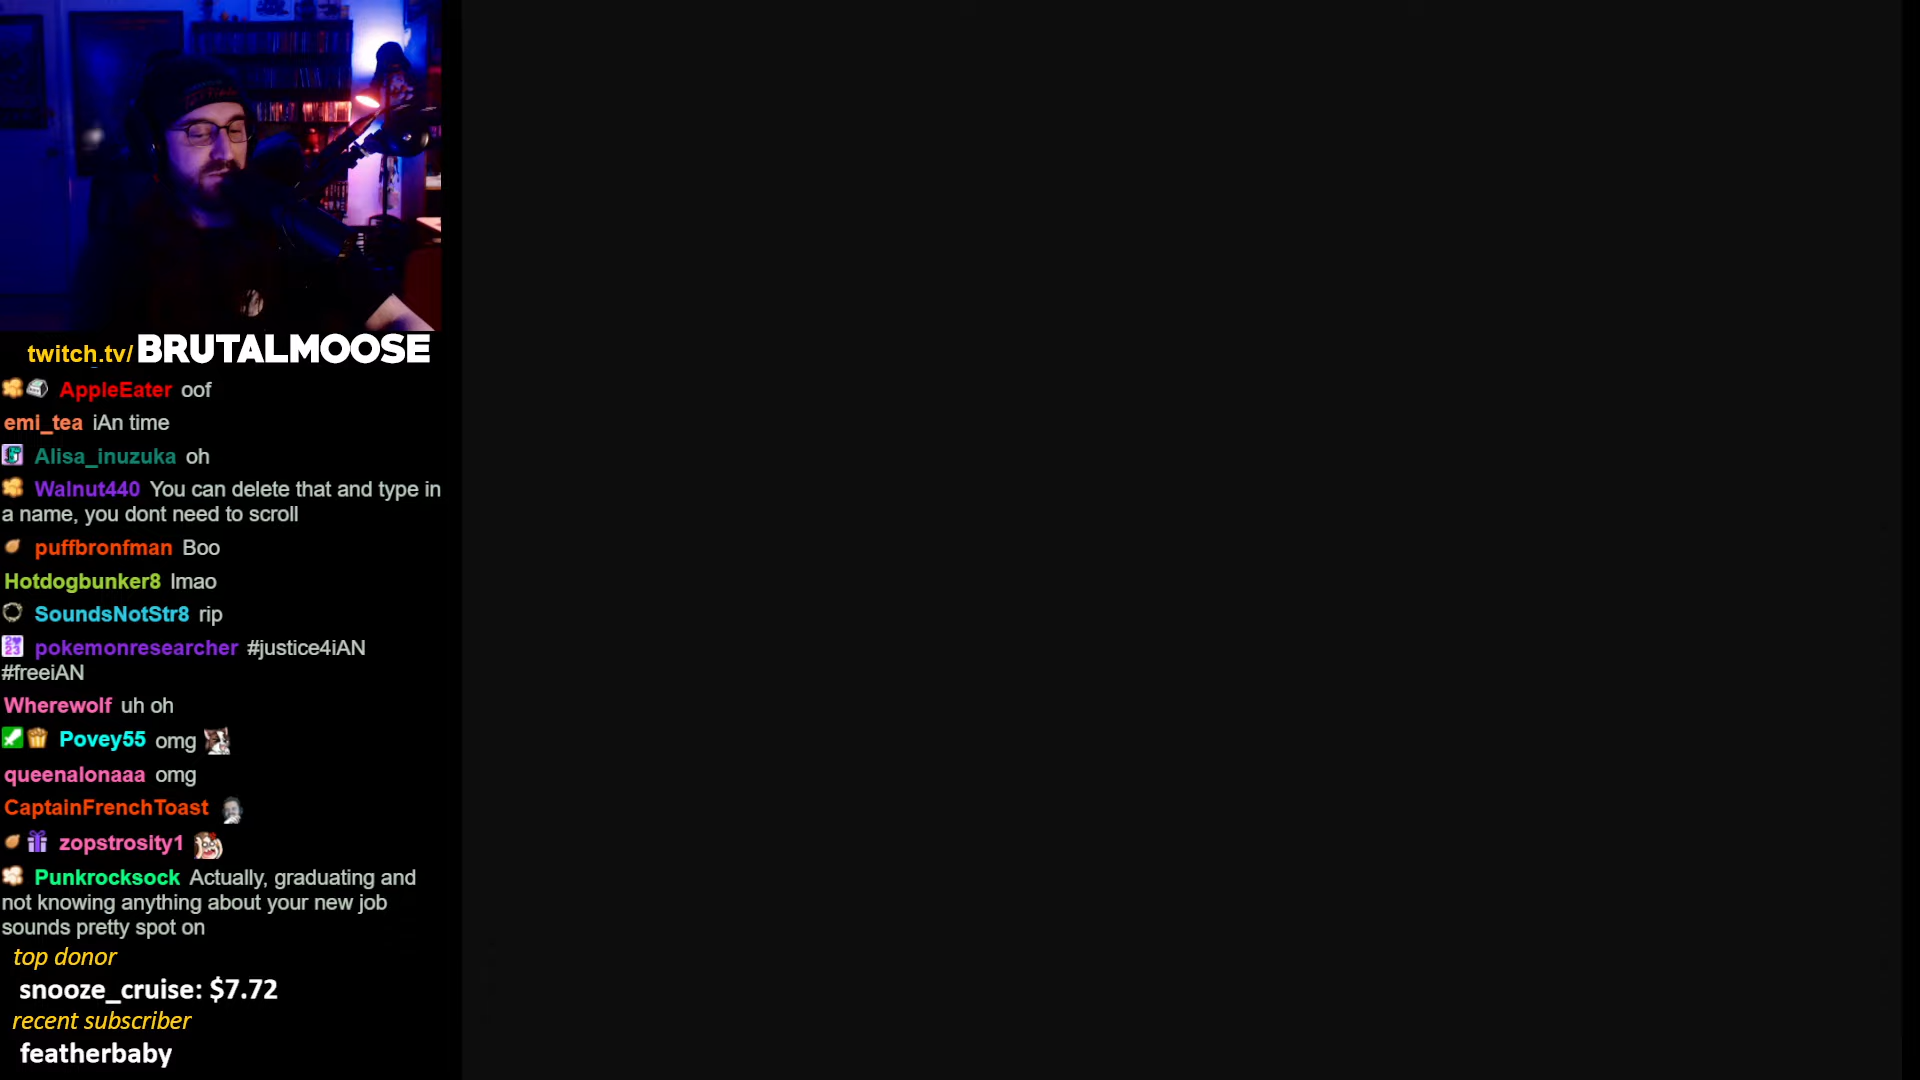 twitch.tv/BRUTALMOOSE
AppleEater oof
emi_tea iAn time
Alisa_inuzuka oh
Walnut440 You can delete that and type in
a name, you dont need to scroll
puffbronfman Boo
Hotdogbunker8 lmao
SoundsNotStr8 rip
pokemonresearcher #justice4iAN
#freeiAN
Wherewolf uh oh
Povey55 omg
queenalonaaa omg
CaptainFrenchToast
zopstrosity1
Punkrocksock Actually, graduating and
not knowing anything about your new job
sounds pretty spot on
top donor
snooze_cruise: $7.72
recent subscriber
featherbaby